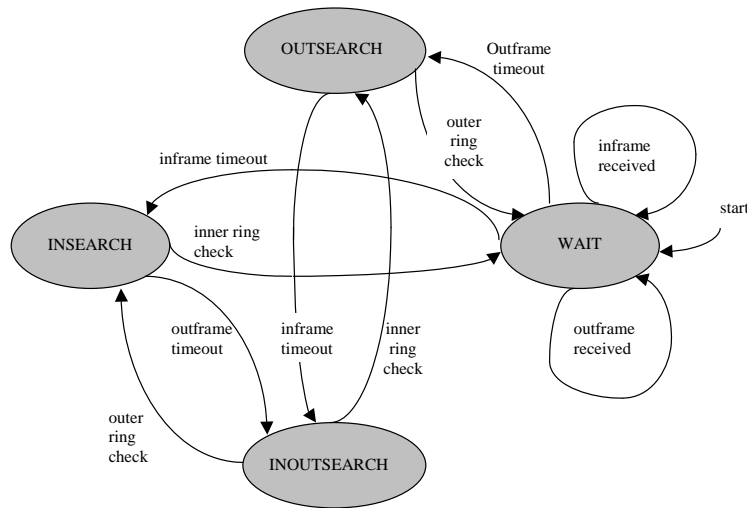 OUTSEARCH
Outframe
timeout
outer
ring
check
inframe
received
inframe timeout
start
INSEARCH
inner ring
check
WAIT
outframe
timeout
inframe
timeout
inner
ring
check
outframe
received
outer
ring
check
INOUTSEARCH